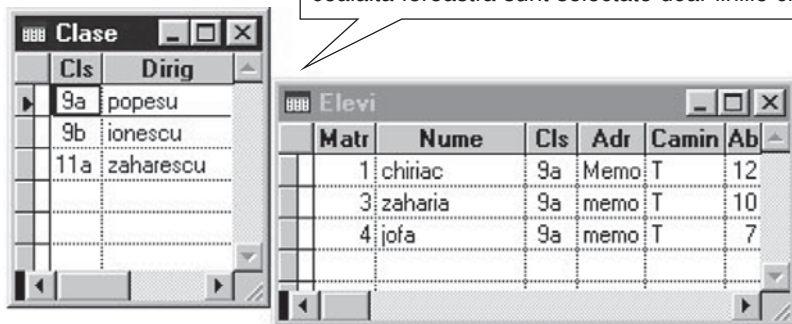 Clase
Cls Dirig
9a popesu
9b ionescu
11a zaharescu
Elevi
Matr Nume Cls Adr Camin Ab
1 chiriac 9a Memo T 12
3 zaharia 9a memo T 10
4 jofa 9a memo T 7